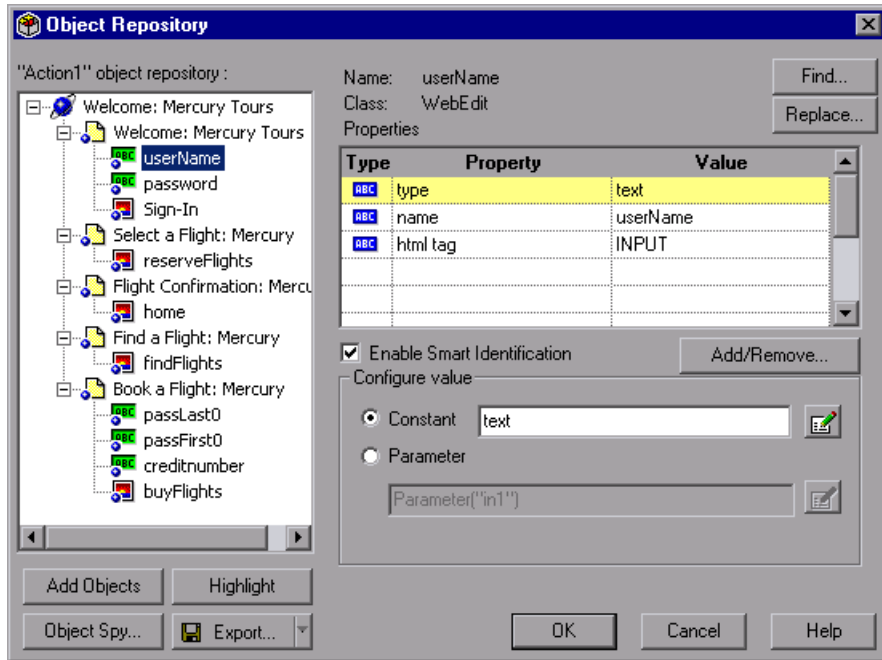 Object Repository
"Action1" object repository :
Welcome: Mercury Tours
Welcome: Mercury Tours
userName
password
Sign-In
Select a Flight: Mercury
reserveFlights
Flight Confirmation: Mercu
home
Find a Flight: Mercury
findFlights
Book a Flight: Mercury
passLast0
passFirst0
creditnumber
buyFlights
Add Objects
Highlight
Object Spy...
Export...
Name: userName
Class: WebEdit
Properties
Find...
Replace...
Type Property Value
ABC type text
ABC name userName
ABC html tag INPUT
Enable Smart Identification
Add/Remove...
Configure value
Constant text
Parameter
Parameter("in1")
OK
Cancel
Help